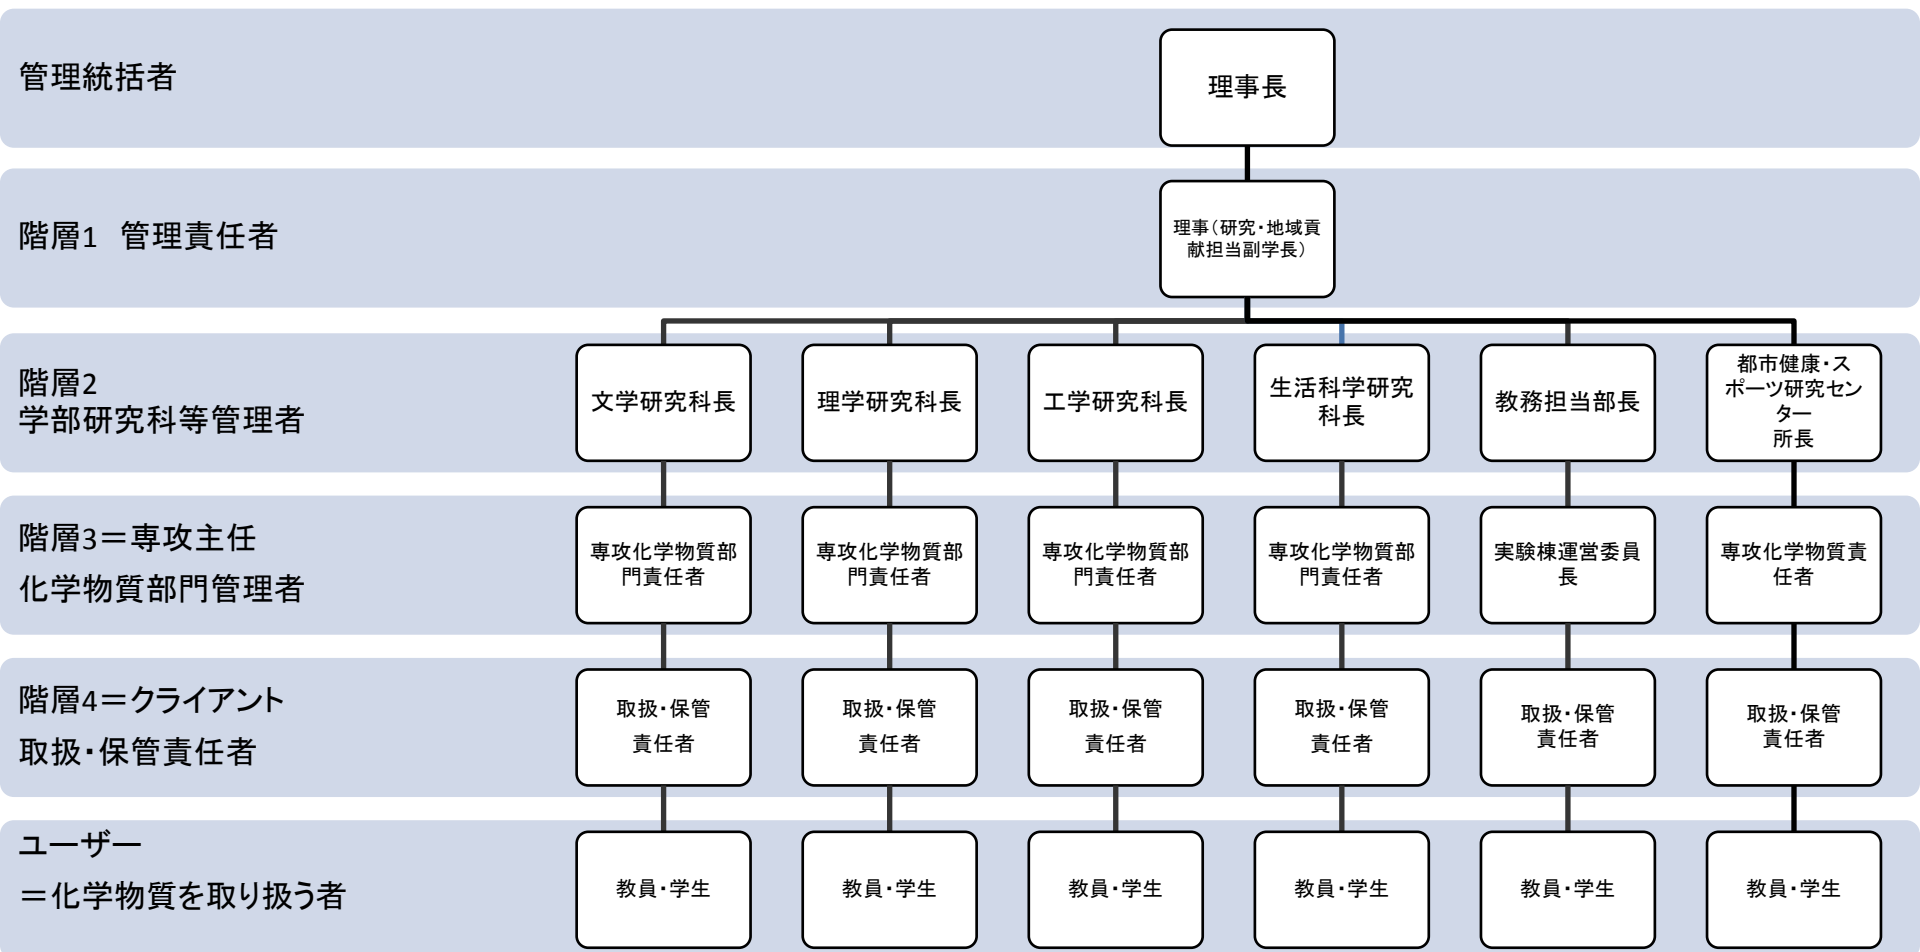 管理統括者
理事長
階層1　管理責任者
理事（研究・地域貢
献担当副学長）
階層2
学部研究科等管理者
文学研究科長
理学研究科長
工学研究科長
生活科学研究
科長
教務担当部長
都市健康・ス
ポーツ研究セン
ター
所長
階層3＝専攻主任
化学物質部門管理者
専攻化学物質部
門責任者
専攻化学物質部
門責任者
専攻化学物質部
門責任者
専攻化学物質部
門責任者
実験棟運営委員
長
専攻化学物質責
任者
階層4＝クライアント
取扱・保管責任者
取扱・保管
責任者
取扱・保管
責任者
取扱・保管
責任者
取扱・保管
責任者
取扱・保管
責任者
取扱・保管
責任者
ユーザー
＝化学物質を取り扱う者
教員・学生
教員・学生
教員・学生
教員・学生
教員・学生
教員・学生